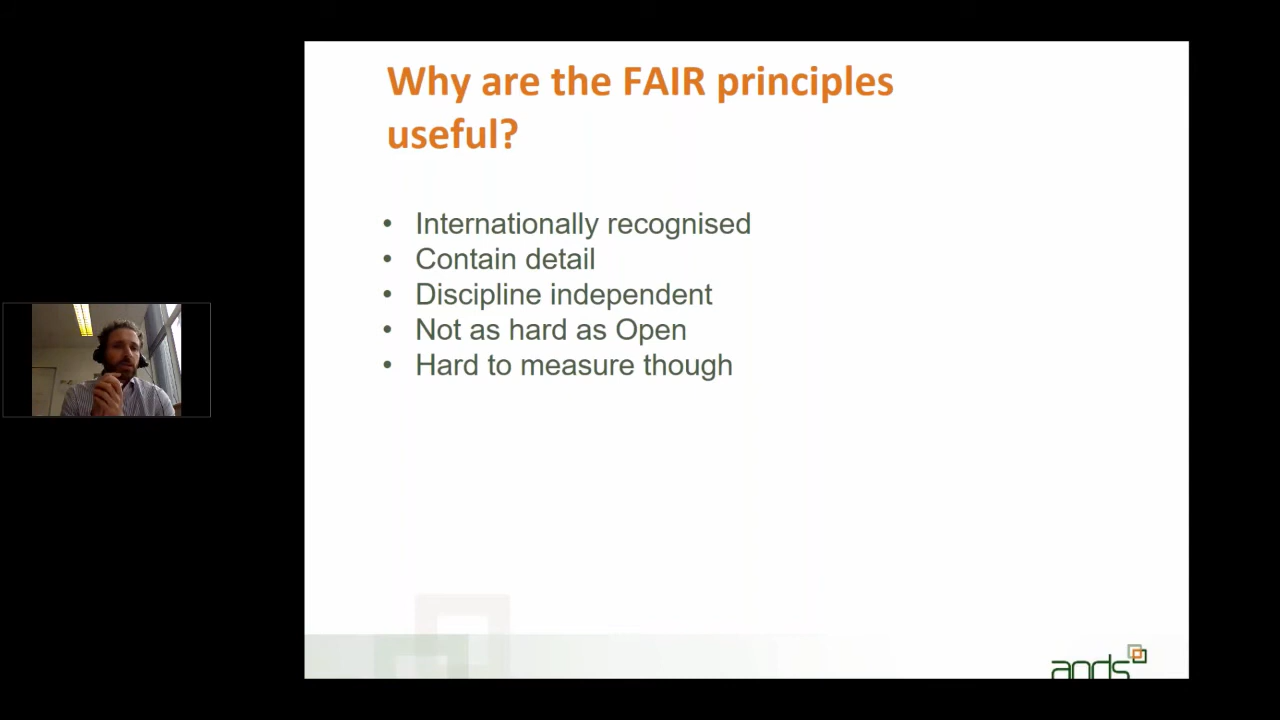 Why are the FAIR principles
useful?
• Internationally recognised
• Contain detail
• Discipline independent
• Not as hard as Open
• Hard to measure though
ands